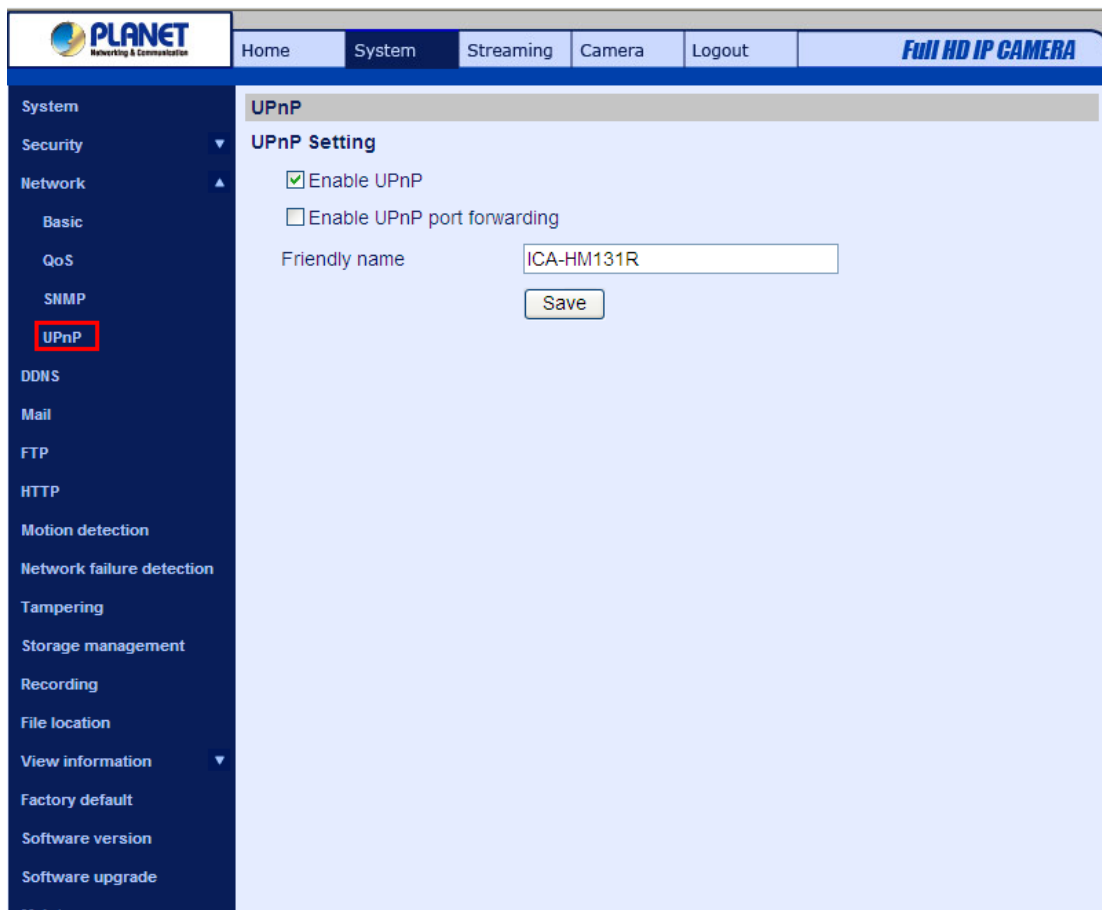 PLANET
Networking & Communication
Home System Streaming Camera Logout Full HD IP CAMERA
System
Security
Network
Basic
QoS
SNMP
UPnP
DDNS
Mail
FTP
HTTP
Motion detection
Network failure detection
Tampering
Storage management
Recording
File location
View information
Factory default
Software version
Software upgrade
UPnP
UPnP Setting
Enable UPnP
Enable UPnP port forwarding
Friendly name ICA-HM131R
Save